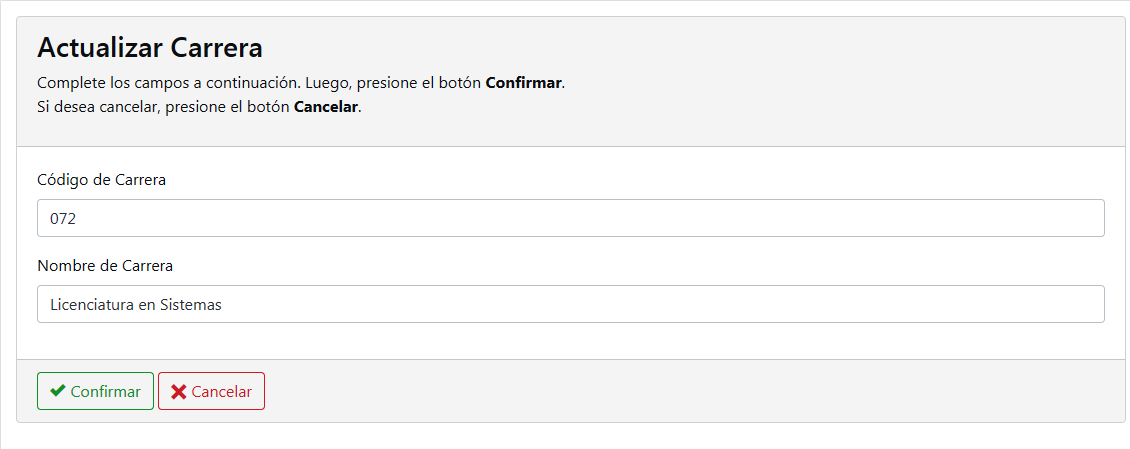 Actualizar Carrera
Complete los campos a continuación. Luego, presione el botón Confirmar.
Si desea cancelar, presione el botón Cancelar.
Código de Carrera
072
Nombre de Carrera
Licenciatura en Sistemas
Confirmar Cancelar